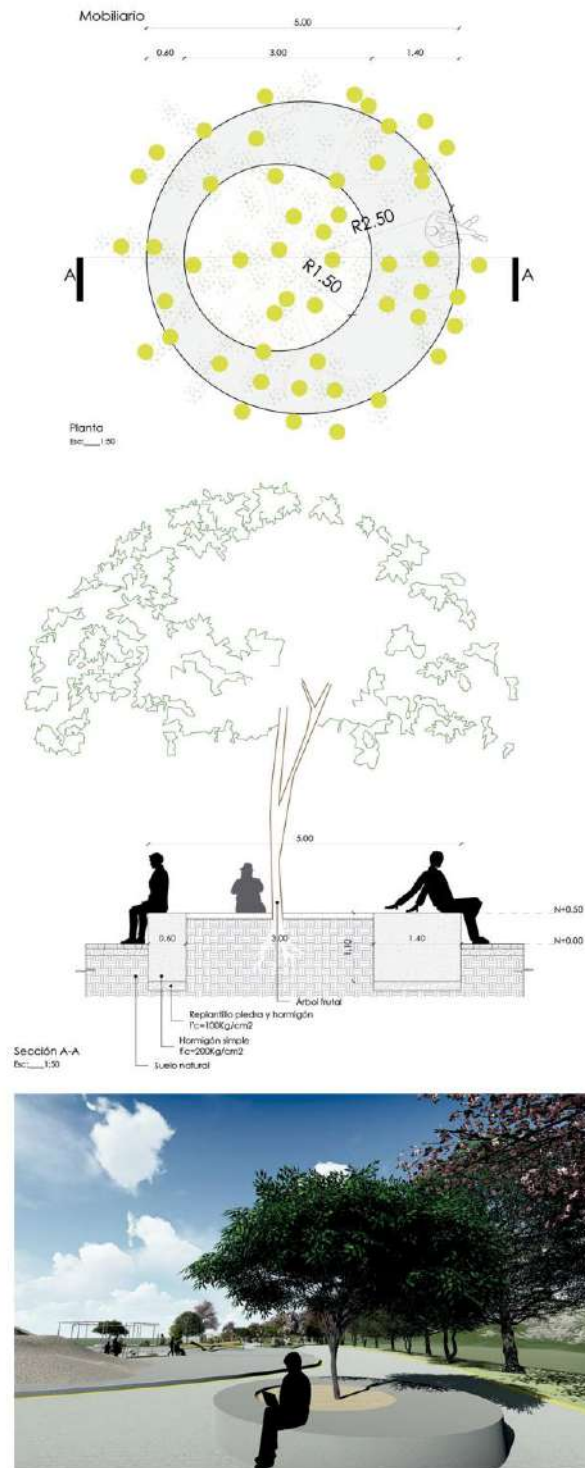 Mobiliario
5.00
0.60 3.00 1.40
R2.50
R1.50
A A
Planta
Esc:___1:50
5.00
N+0.50
N+0.00
0.60 3.00 1.40
1.10
Árbol frutal
Replantillo piedra y hormigón
f'c=100Kg/cm2
Hormigón simple
f'c=200Kg/cm2
Suelo natural
Sección A-A
Esc:___1:50